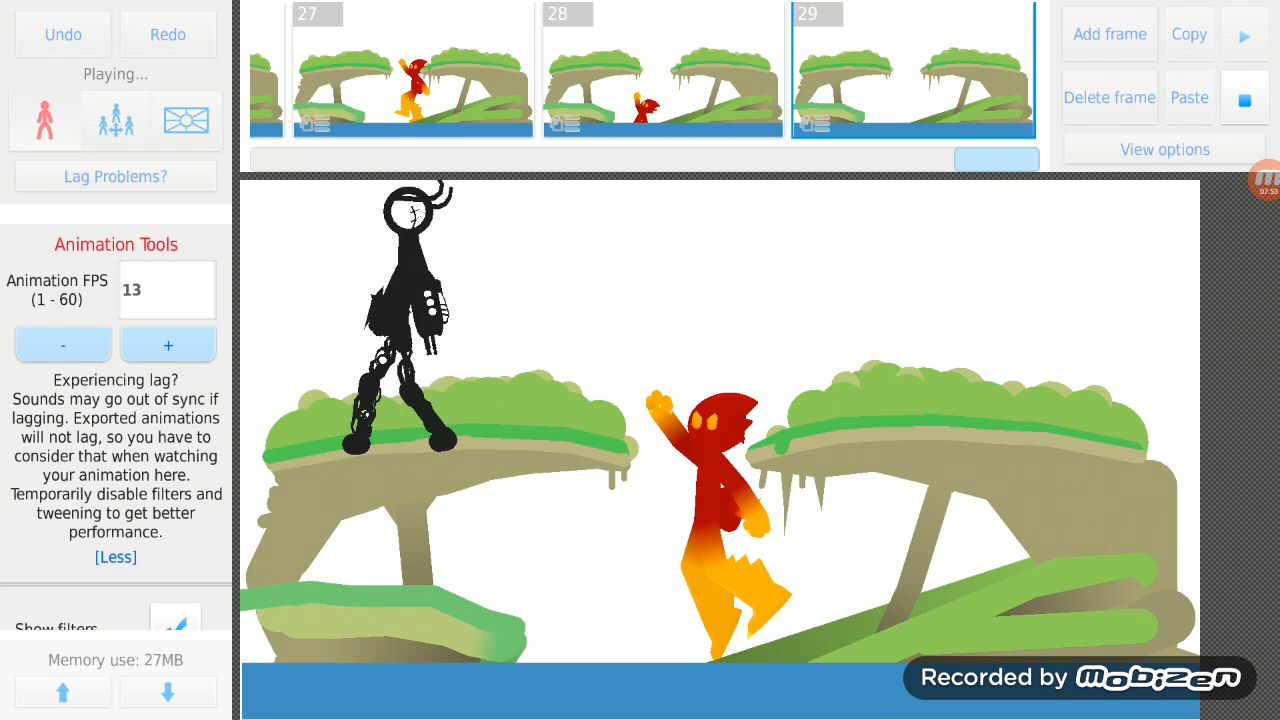 Undo
Redo
Playing...
Lag Problems?
Animation Tools
Animation FPS
(1 - 60)
13
-
+
Experiencing lag?
Sounds may go out of sync if
lagging. Exported animations
will not lag, so you have to
consider that when watching
your animation here.
Temporarily disable filters and
tweening to get better
performance.
[Less]
Show filters
Memory use: 27MB
27
28
29
Add frame
Copy
Delete frame
Paste
View options
07:53
Recorded by mobizen